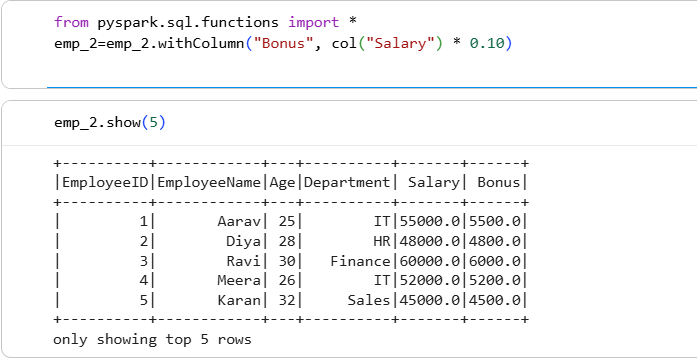 from pyspark.sql.functions import *
emp_2=emp_2.withColumn("Bonus", col("Salary") * 0.10)
emp_2.show(5)
+----------+------------+---+----------+-------+------+
|EmployeeID|EmployeeName|Age|Department| Salary| Bonus|
+----------+------------+---+----------+-------+------+
|         1|       Aarav| 25|        IT|55000.0|5500.0|
|         2|        Diya| 28|        HR|48000.0|4800.0|
|         3|        Ravi| 30|   Finance|60000.0|6000.0|
|         4|       Meera| 26|        IT|52000.0|5200.0|
|         5|       Karan| 32|     Sales|45000.0|4500.0|
+----------+------------+---+----------+-------+------+
only showing top 5 rows